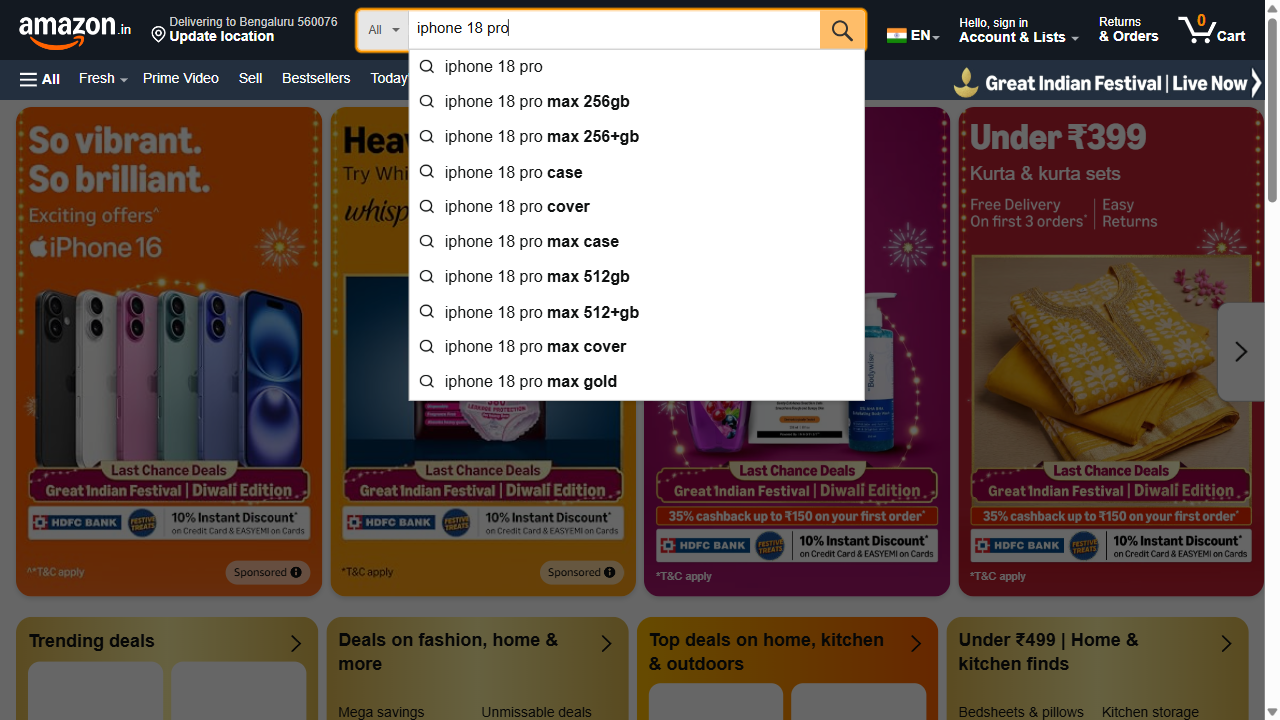 amazon.in
Delivering to Bengaluru 560076
Update location
All
iphone 18 pro
EN
Hello, sign in
Account & Lists
Returns
& Orders
0
Cart
All
Fresh
Prime Video
Sell
Bestsellers
Today
Great Indian Festival | Live Now
iphone 18 pro
iphone 18 pro max 256gb
iphone 18 pro max 256+gb
iphone 18 pro case
iphone 18 pro cover
iphone 18 pro max case
iphone 18 pro max 512gb
iphone 18 pro max 512+gb
iphone 18 pro max cover
iphone 18 pro max gold
So vibrant.
So brilliant.
Exciting offers^
iPhone 16
Last Chance Deals
Great Indian Festival | Diwali Edition
HDFC BANK FESTIVE TREATS 10% Instant Discount*
on Credit Card & EASYEMI on Cards
^*T&C apply
Sponsored
Try Whi
whisp
LEAKAGE PROTECTION
Last Chance Deals
Great Indian Festival | Diwali Edition
HDFC BANK FESTIVE TREATS 10% Instant Discount*
on Credit Card & EASYEMI on Cards
*T&C apply
Sponsored
Bodywise
Last Chance Deals
Great Indian Festival | Diwali Edition
35% cashback up to ₹150 on your first order*
HDFC BANK FESTIVE TREATS 10% Instant Discount*
on Credit Card & EASYEMI on Cards
*T&C apply
Under ₹399
Kurta & kurta sets
Free Delivery
On first 3 orders*
Easy
Returns
Last Chance Deals
Great Indian Festival | Diwali Edition
35% cashback up to ₹150 on your first order*
HDFC BANK FESTIVE TREATS 10% Instant Discount*
on Credit Card & EASYEMI on Cards
*T&C apply
Trending deals
Deals on fashion, home &
more
Mega savings
Unmissable deals
Top deals on home, kitchen
& outdoors
Under ₹499 | Home &
kitchen finds
Bedsheets & pillows
Kitchen storage